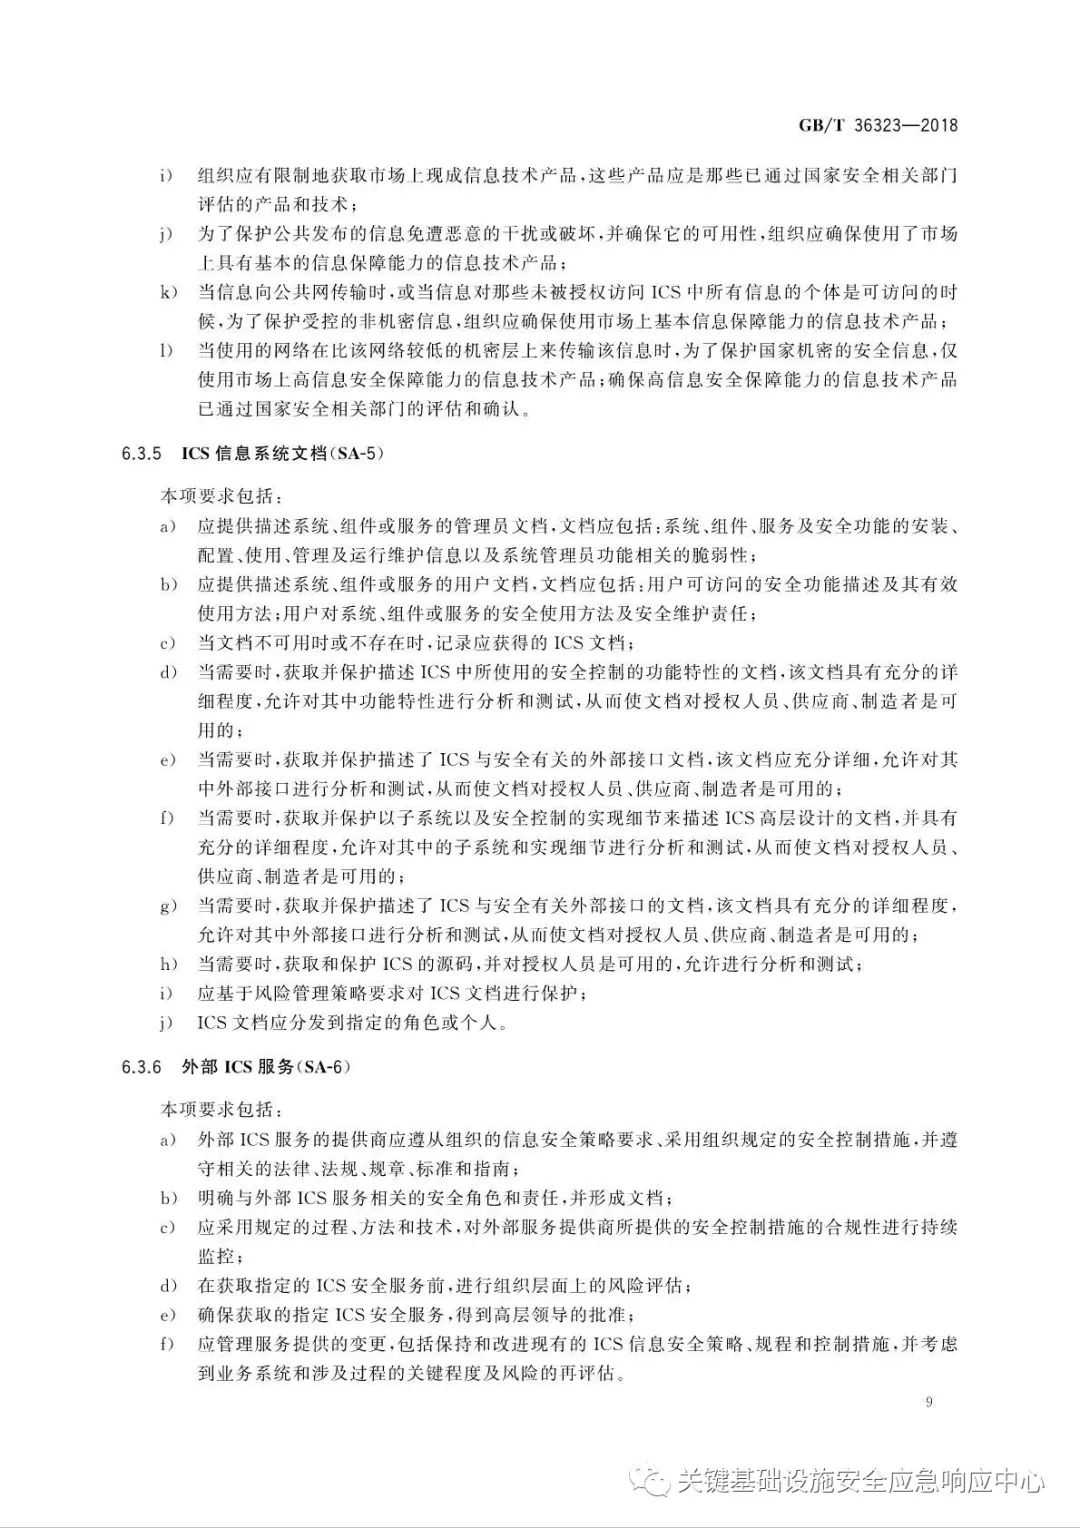 GB/T 36323—2018
i) 组织应有限制地获取市场上现成信息技术产品,这些产品应是那些已通过国家安全相关部门
评估的产品和技术;
j) 为了保护公共发布的信息免遭恶意的干扰或破坏,并确保它的可用性,组织应确保使用了市场
上具有基本的信息保障能力的信息技术产品;
k) 当信息向公共网传输时,或当信息对那些未被授权访问 ICS 中所有信息的个体是可访问的时
候,为了保护受控的非机密信息,组织应确保使用市场上基本信息保障能力的信息技术产品;
l) 当使用的网络在比该网络较低的机密层上来传输该信息时,为了保护国家机密的安全信息,仅
使用市场上高信息安全保障能力的信息技术产品;确保高信息安全保障能力的信息技术产品
已通过国家安全相关部门的评估和确认。
6.3.5 ICS 信息系统文档(SA-5)
本项要求包括:
a) 应提供描述系统、组件或服务的管理员文档,文档应包括:系统、组件、服务及安全功能的安装、
配置、使用、管理及运行维护信息以及系统管理员功能相关的脆弱性;
b) 应提供描述系统、组件或服务的用户文档,文档应包括:用户可访问的安全功能描述及其有效
使用方法;用户对系统、组件或服务的安全使用方法及安全维护责任;
c) 当文档不可用时或不存在时,记录应获得的 ICS 文档;
d) 当需要时,获取并保护描述 ICS 中所使用的安全控制的功能特性的文档,该文档具有充分的详
细程度,允许对其中功能特性进行分析和测试,从而使文档对授权人员、供应商、制造者是可
用的;
e) 当需要时,获取并保护描述了 ICS 与安全有关的外部接口文档,该文档应充分详细,允许对其
中外部接口进行分析和测试,从而使文档对授权人员、供应商、制造者是可用的;
f) 当需要时,获取并保护以子系统以及安全控制的实现细节来描述 ICS 高层设计的文档,并具有
充分的详细程度,允许对其中的子系统和实现细节进行分析和测试,从而使文档对授权人员、
供应商、制造者是可用的;
g) 当需要时,获取并保护描述了 ICS 与安全有关外部接口的文档,该文档具有充分的详细程度,
允许对其中外部接口进行分析和测试,从而使文档对授权人员、供应商、制造者是可用的;
h) 当需要时,获取和保护 ICS 的源码,并对授权人员是可用的,允许进行分析和测试;
i) 应基于风险管理策略要求对 ICS 文档进行保护;
j) ICS 文档应分发到指定的角色或个人。
6.3.6 外部 ICS 服务(SA-6)
本项要求包括:
a) 外部 ICS 服务的提供商应遵从组织的信息安全策略要求、采用组织规定的安全控制措施,并遵
守相关的法律、法规、规章、标准和指南;
b) 明确与外部 ICS 服务相关的安全角色和责任,并形成文档;
c) 应采用规定的过程、方法和技术,对外部服务提供商所提供的安全控制措施的合规性进行持续
监控;
d) 在获取指定的 ICS 安全服务前,进行组织层面上的风险评估;
e) 确保获取的指定 ICS 安全服务,得到高层领导的批准;
f) 应管理服务提供的变更,包括保持和改进现有的 ICS 信息安全策略、规程和控制措施,并考虑
到业务系统和涉及过程的关键程度及风险的再评估。
9
关键基础设施安全应急响应中心